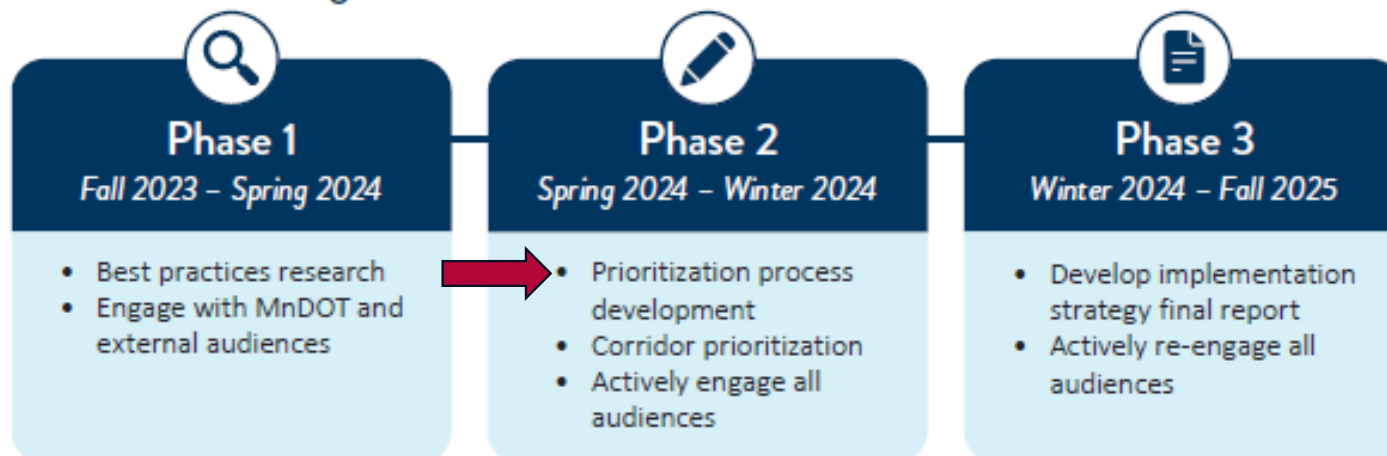 Phase 1
Fall 2023 – Spring 2024
• Best practices research
• Engage with MnDOT and
external audiences
Phase 2
Spring 2024 – Winter 2024
• Prioritization process
development
• Corridor prioritization
• Actively engage all
audiences
Phase 3
Winter 2024 – Fall 2025
• Develop implementation
strategy final report
• Actively re-engage all
audiences